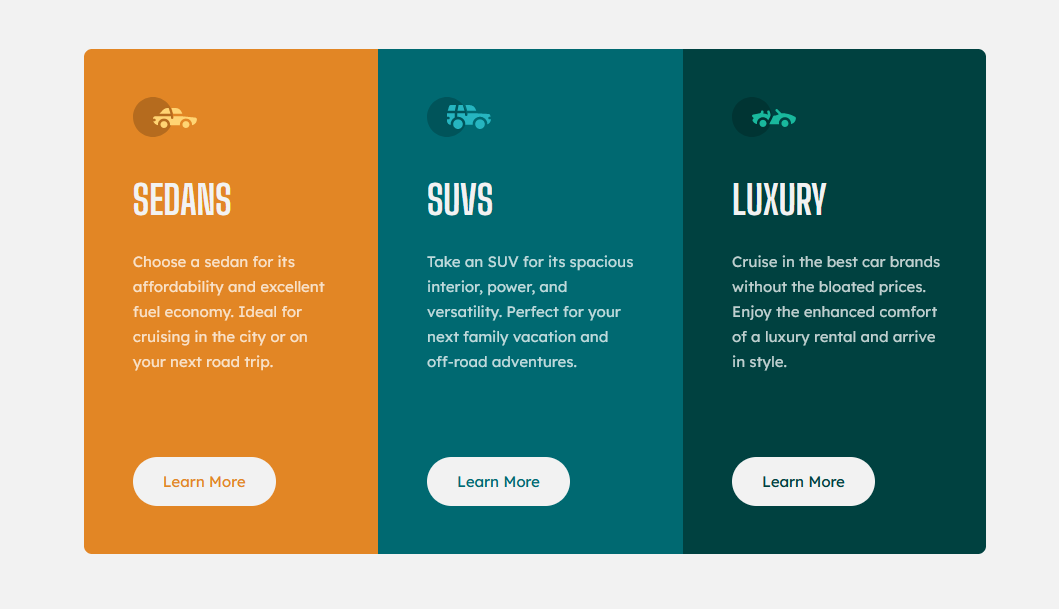 SEDANS
Choose a sedan for its
affordability and excellent
fuel economy. Ideal for
cruising in the city or on
your next road trip.
Learn More
SUVS
Take an SUV for its spacious
interior, power, and
versatility. Perfect for your
next family vacation and
off-road adventures.
Learn More
LUXURY
Cruise in the best car brands
without the bloated prices.
Enjoy the enhanced comfort
of a luxury rental and arrive
in style.
Learn More